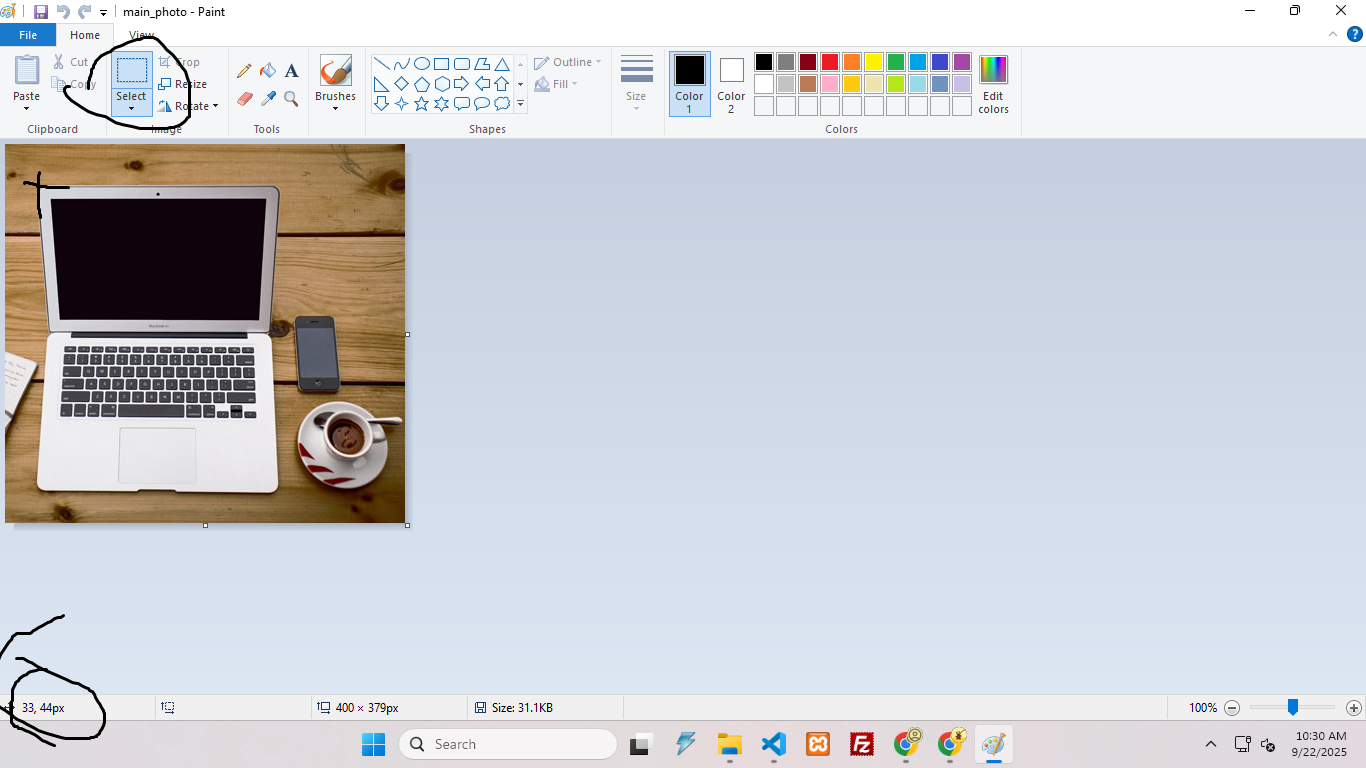 main_photo - Paint
File
Home
View
Paste
Cut
Copy
Clipboard
Select
Crop
Resize
Rotate
Image
Tools
Brushes
Shapes
Outline
Fill
Size
Color 1
Color 2
Edit colors
Colors
33, 44px
400 × 379px
Size: 31.1KB
100%
Search
10:30 AM
9/22/2025